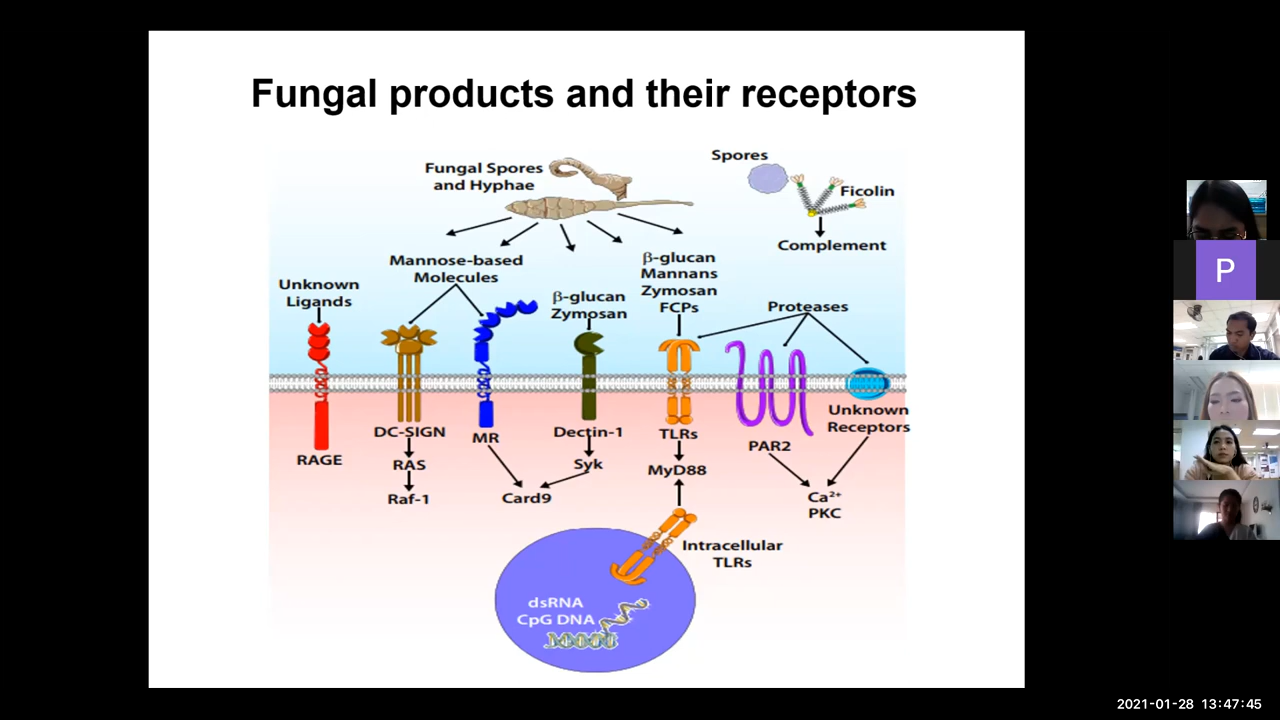 Fungal products and their receptors
Fungal Spores
and Hyphae
Spores
Ficolin
Complement
Mannose-based
Molecules
β-glucan
Mannans
Zymosan
FCPs
Unknown
Ligands
β-glucan
Zymosan
Proteases
Unknown
Receptors
RAGE
DC-SIGN
RAS
Raf-1
MR
Dectin-1
Syk
Card9
TLRs
MyD88
PAR2
Ca²⁺
PKC
Intracellular
TLRs
dsRNA
CpG DNA
P
2021-01-28 13:47:45